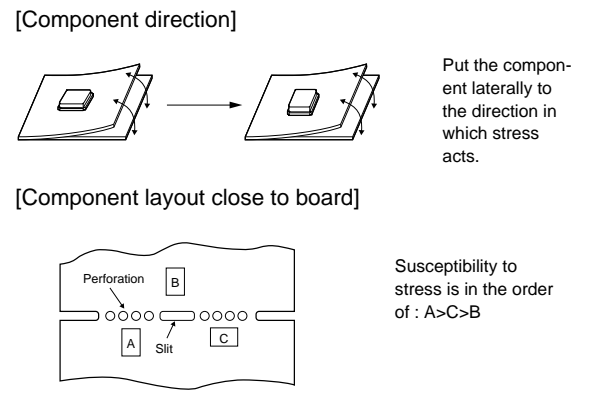 [Component direction]
Put the compon-
ent laterally to
the direction in
which stress
acts.
[Component layout close to board]
Perforation
B
A
Slit
C
Susceptibility to
stress is in the order
of : A>C>B